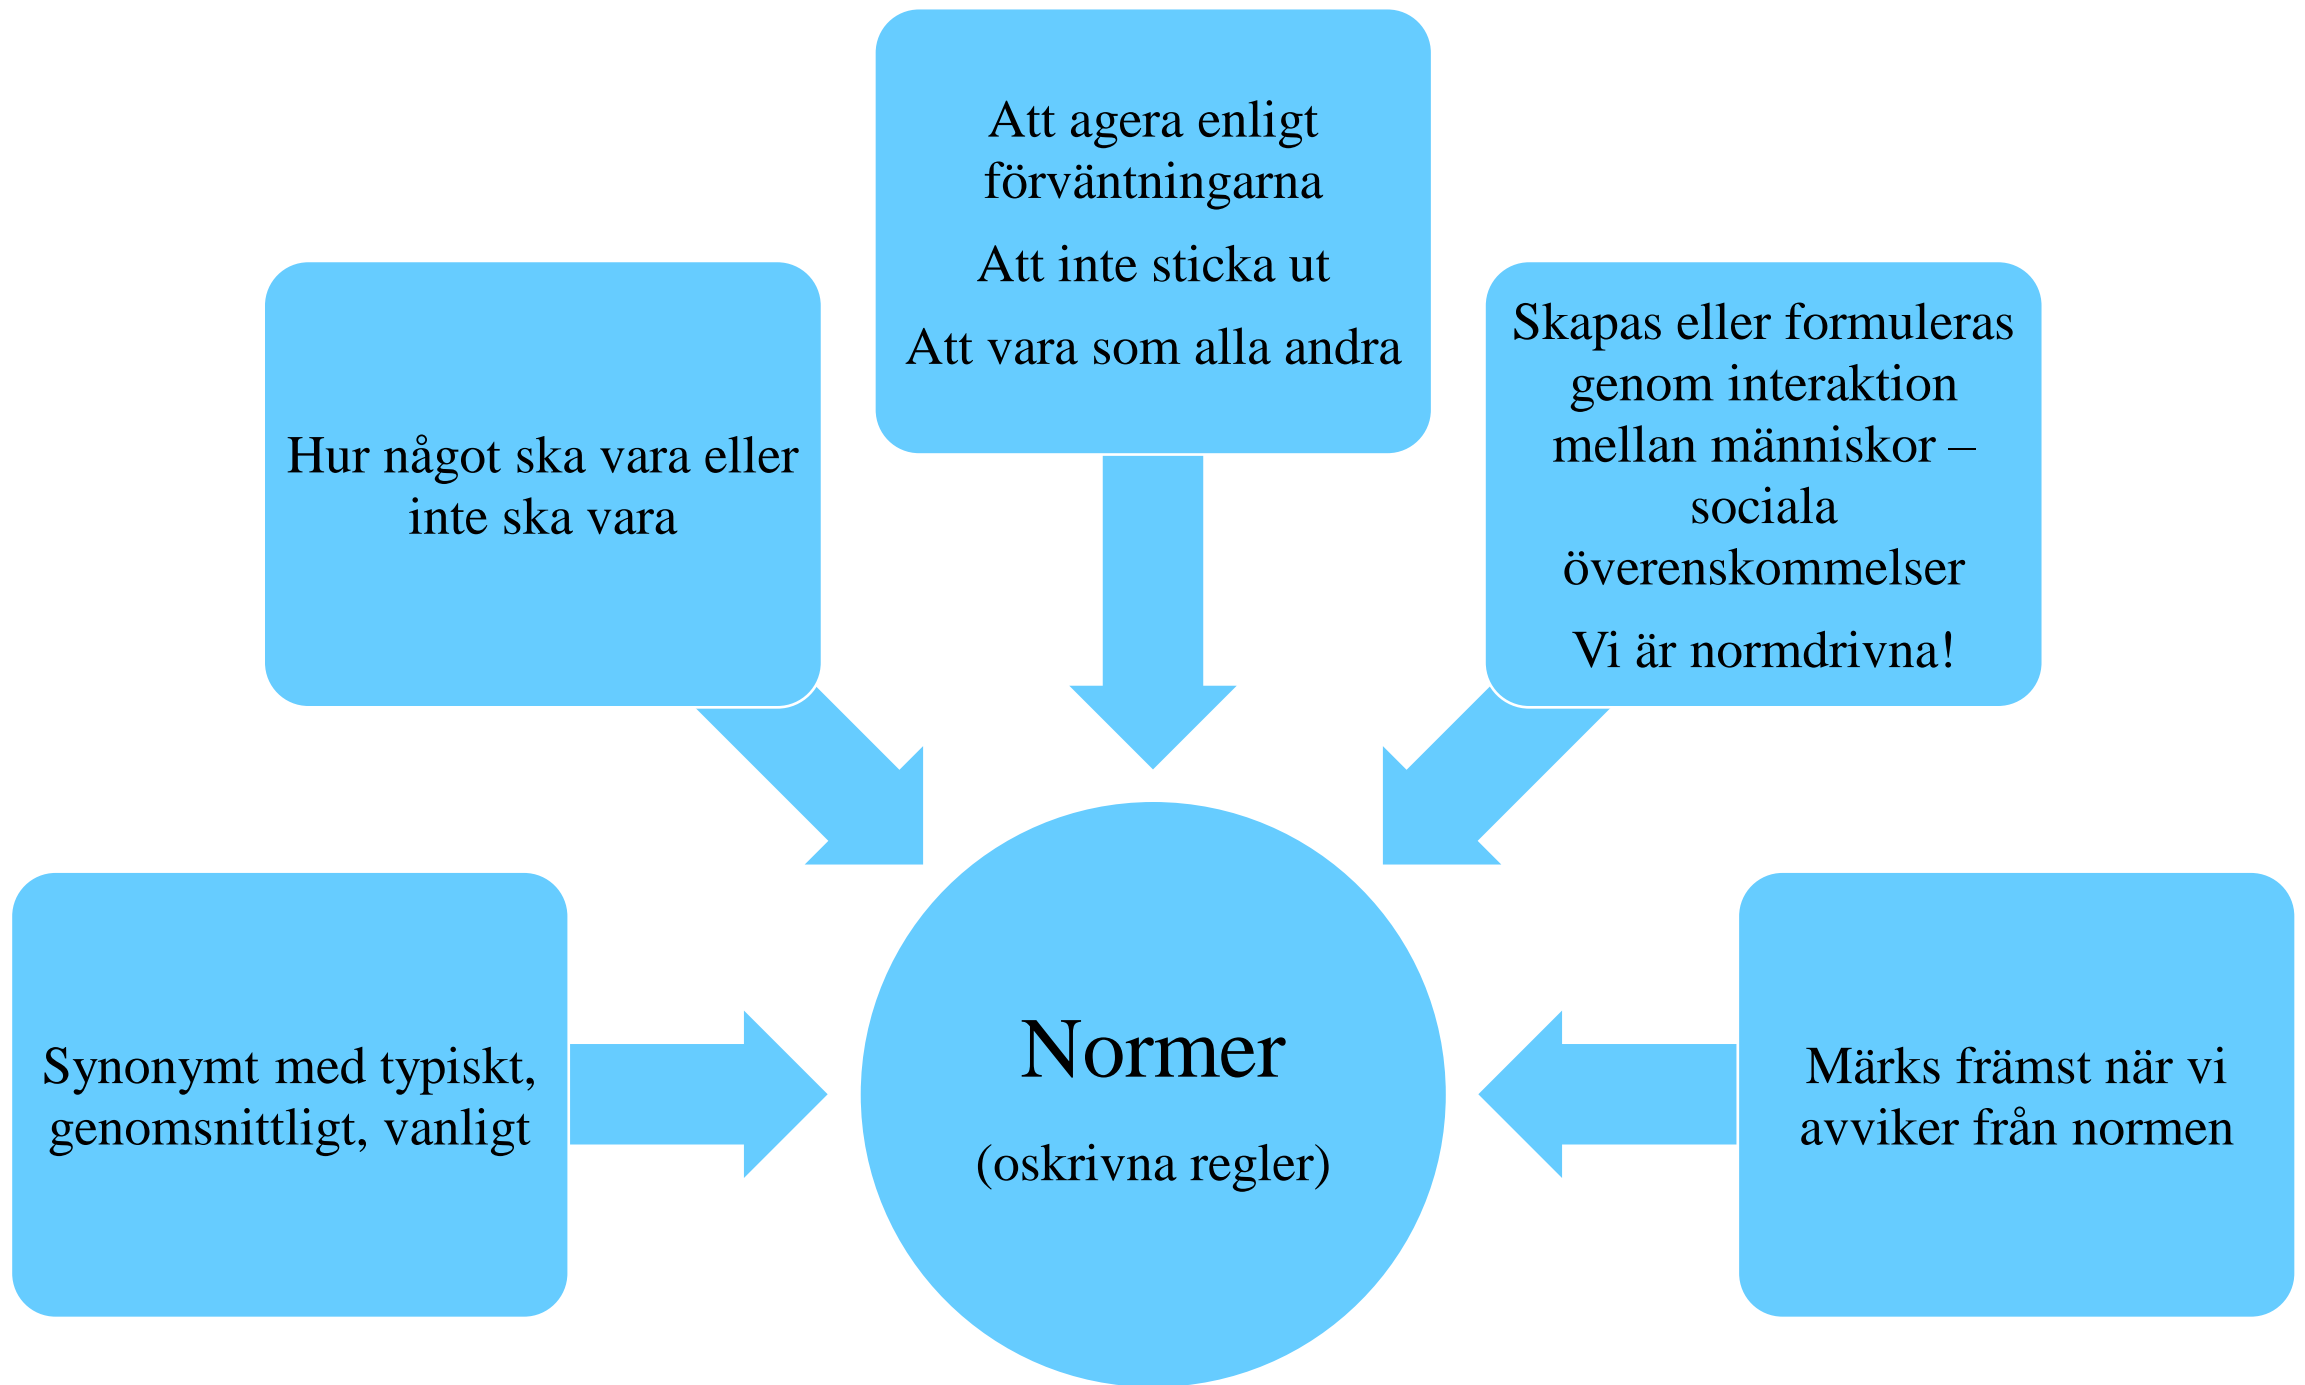 Att agera enligt
förväntningarna
Att inte sticka ut
Att vara som alla andra
Hur något ska vara eller
inte ska vara
Skapas eller formuleras
genom interaktion
mellan människor –
sociala
överenskommelser
Vi är normdrivna!
Synonymt med typiskt,
genomsnittligt, vanligt
Normer
(oskrivna regler)
Märks främst när vi
avviker från normen